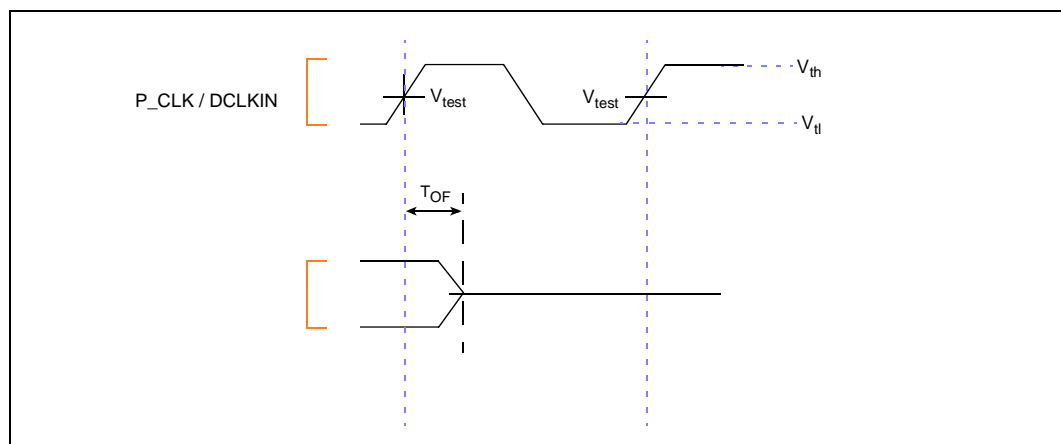 V_th
P_CLK / DCLKIN
V_test
V_test
V_tl
T_OF